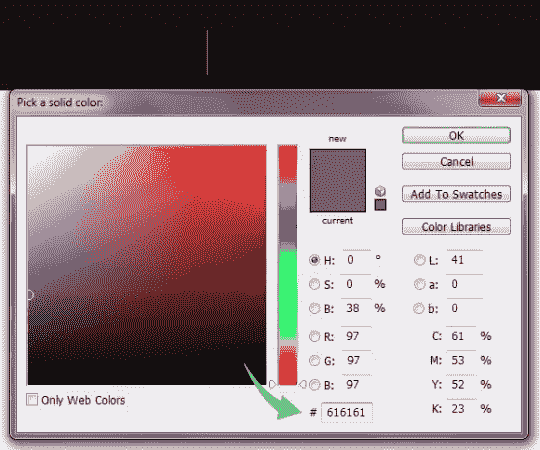 Pick a solid color:
new
current
OK
Cancel
Add To Swatches
Color Libraries
H: 0 °
S: 0 %
B: 38 %
R: 97
G: 97
B: 97
# 616161
L: 41
a: 0
b: 0
C: 61 %
M: 53 %
Y: 52 %
K: 23 %
Only Web Colors